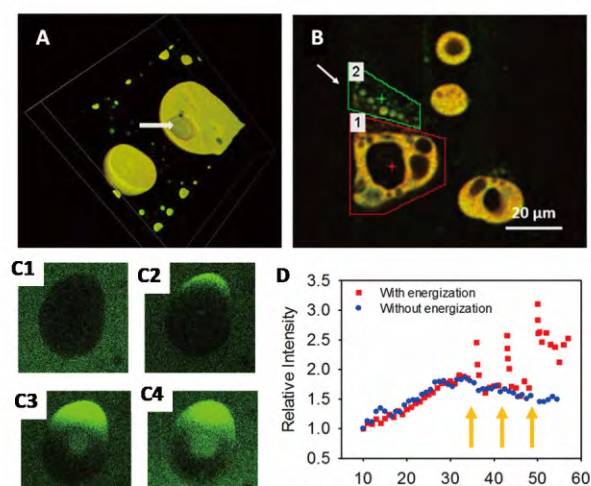 A
B
2
1
20 µm
C1
C2
C3
C4
D
With energization
Without energization
Relative Intensity
3.5
3.0
2.5
2.0
1.5
1.0
0.5
10
20
30
40
50
60